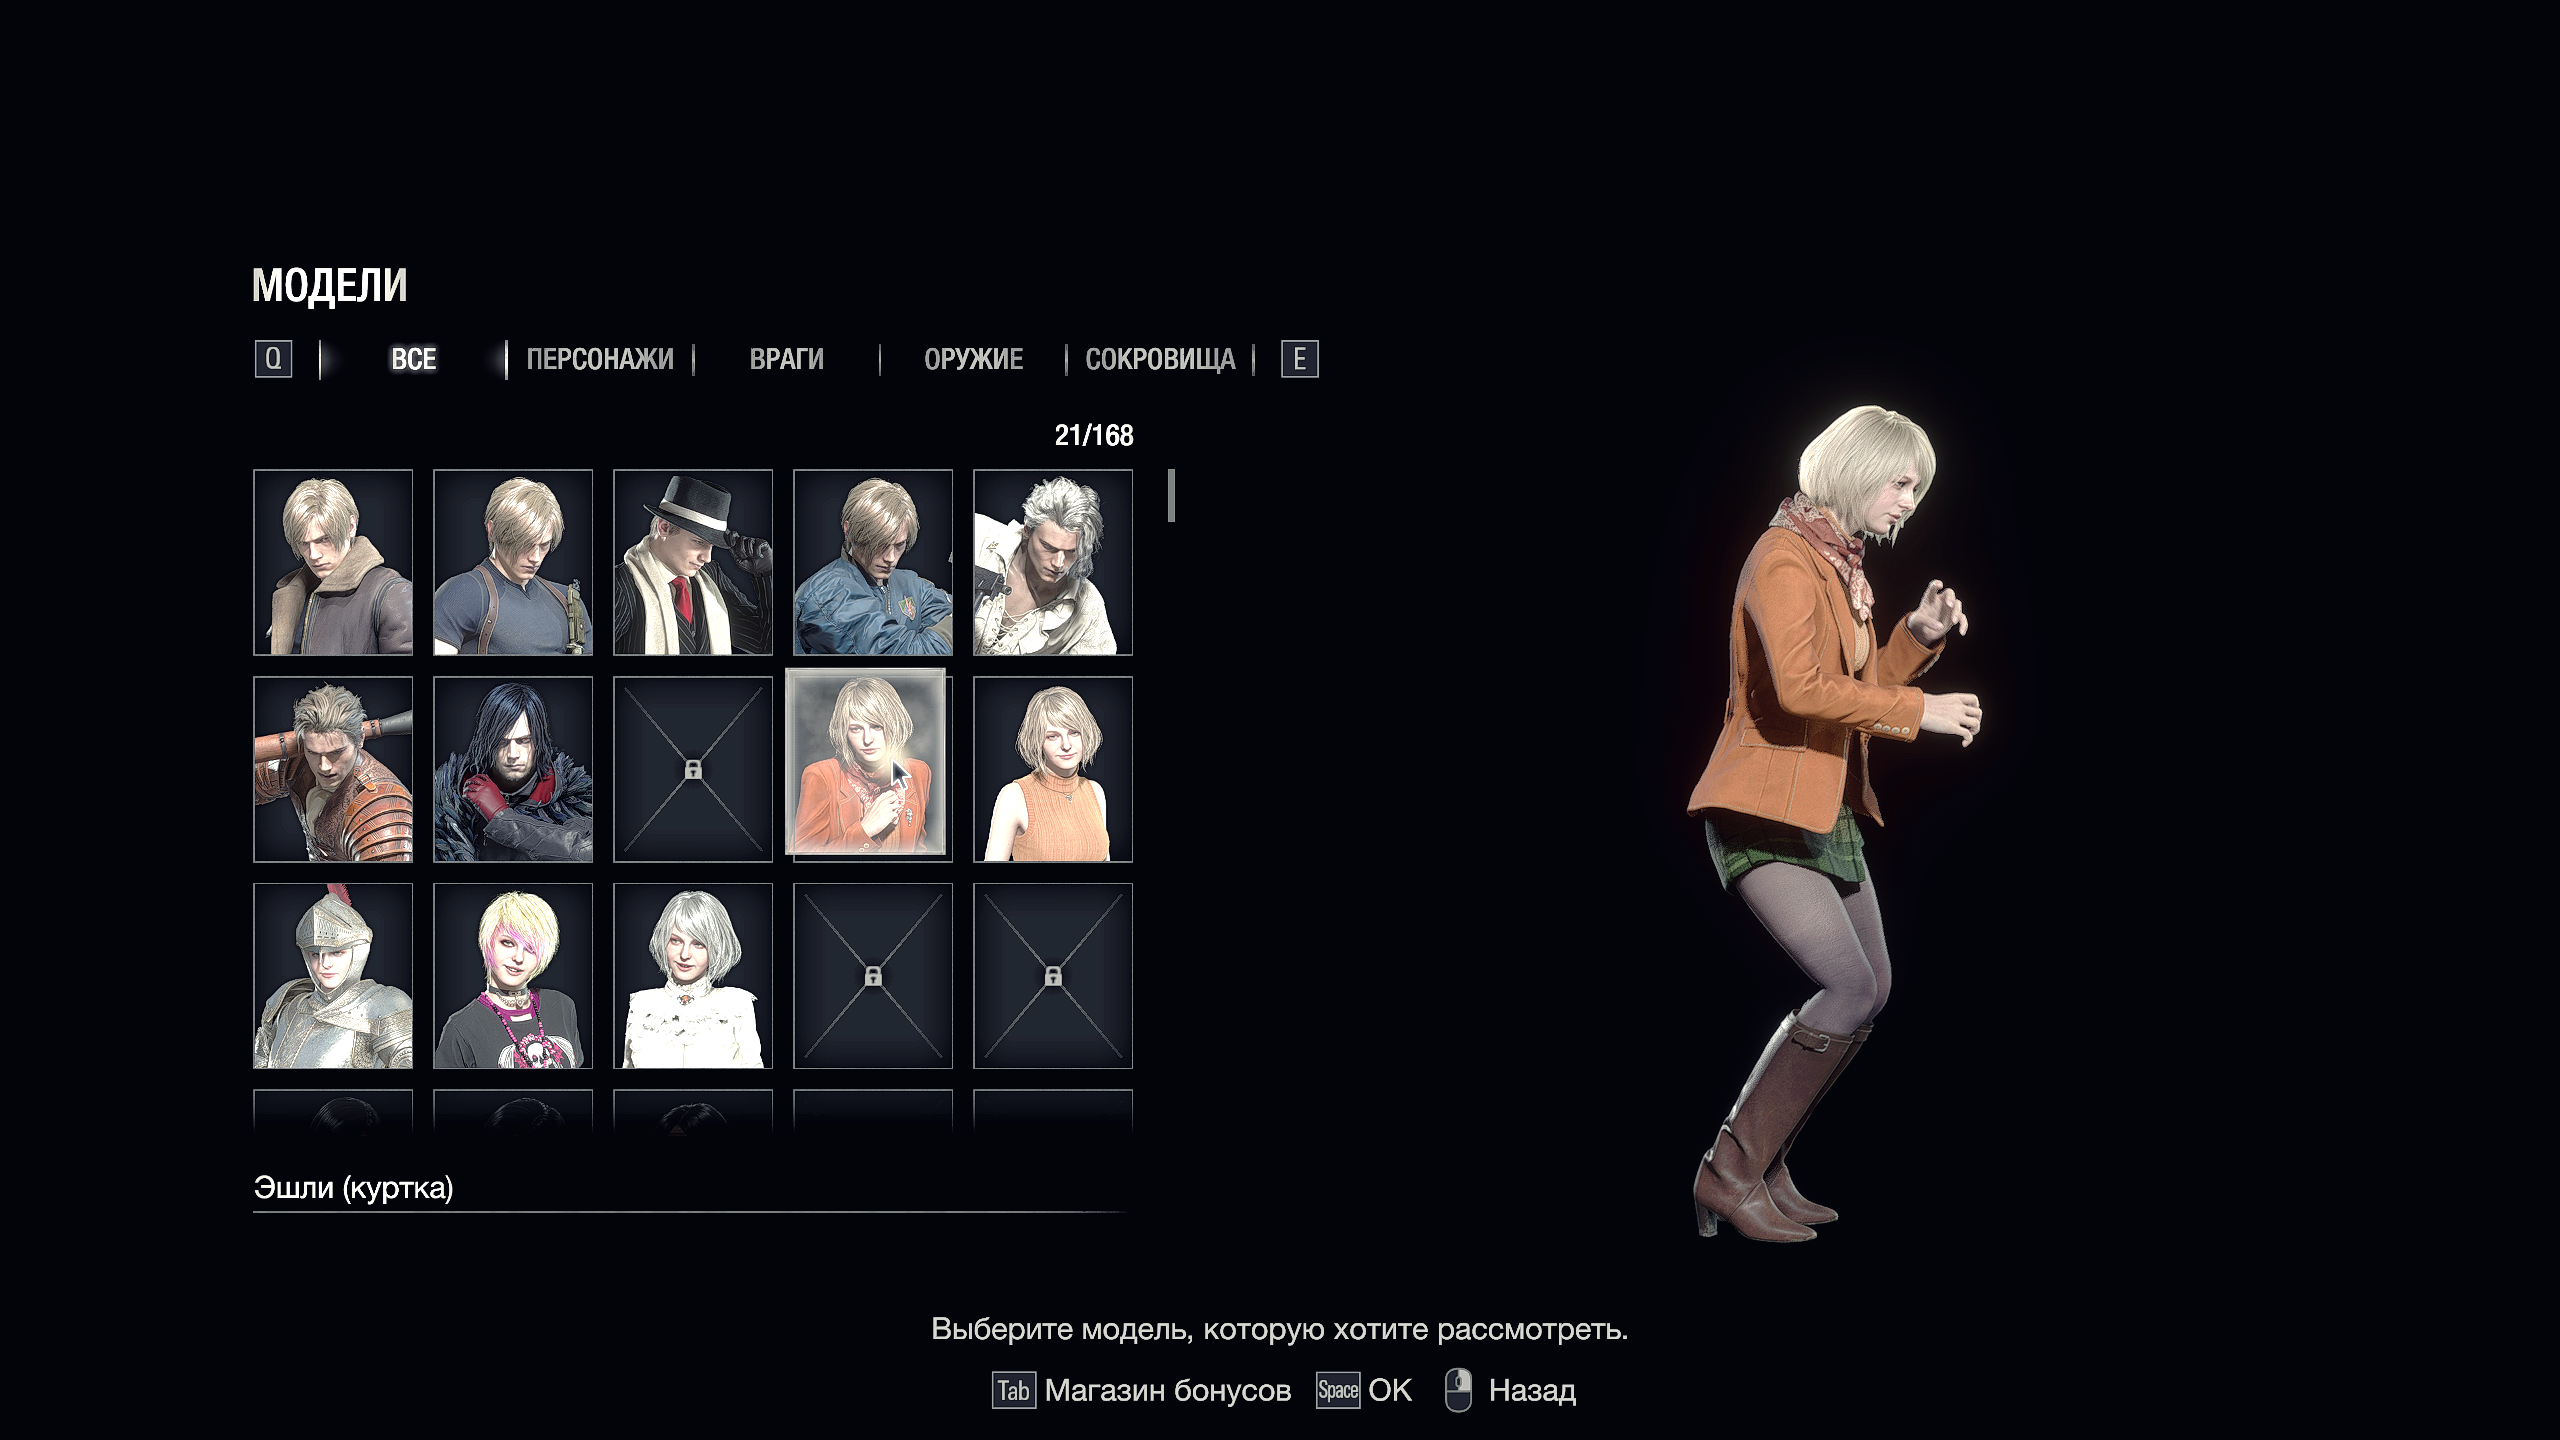 МОДЕЛИ
Q ВСЕ ПЕРСОНАЖИ ВРАГИ ОРУЖИЕ СОКРОВИЩА E
21/168
Эшли (куртка)
Выберите модель, которую хотите рассмотреть.
Tab Магазин бонусов Space OK Назад